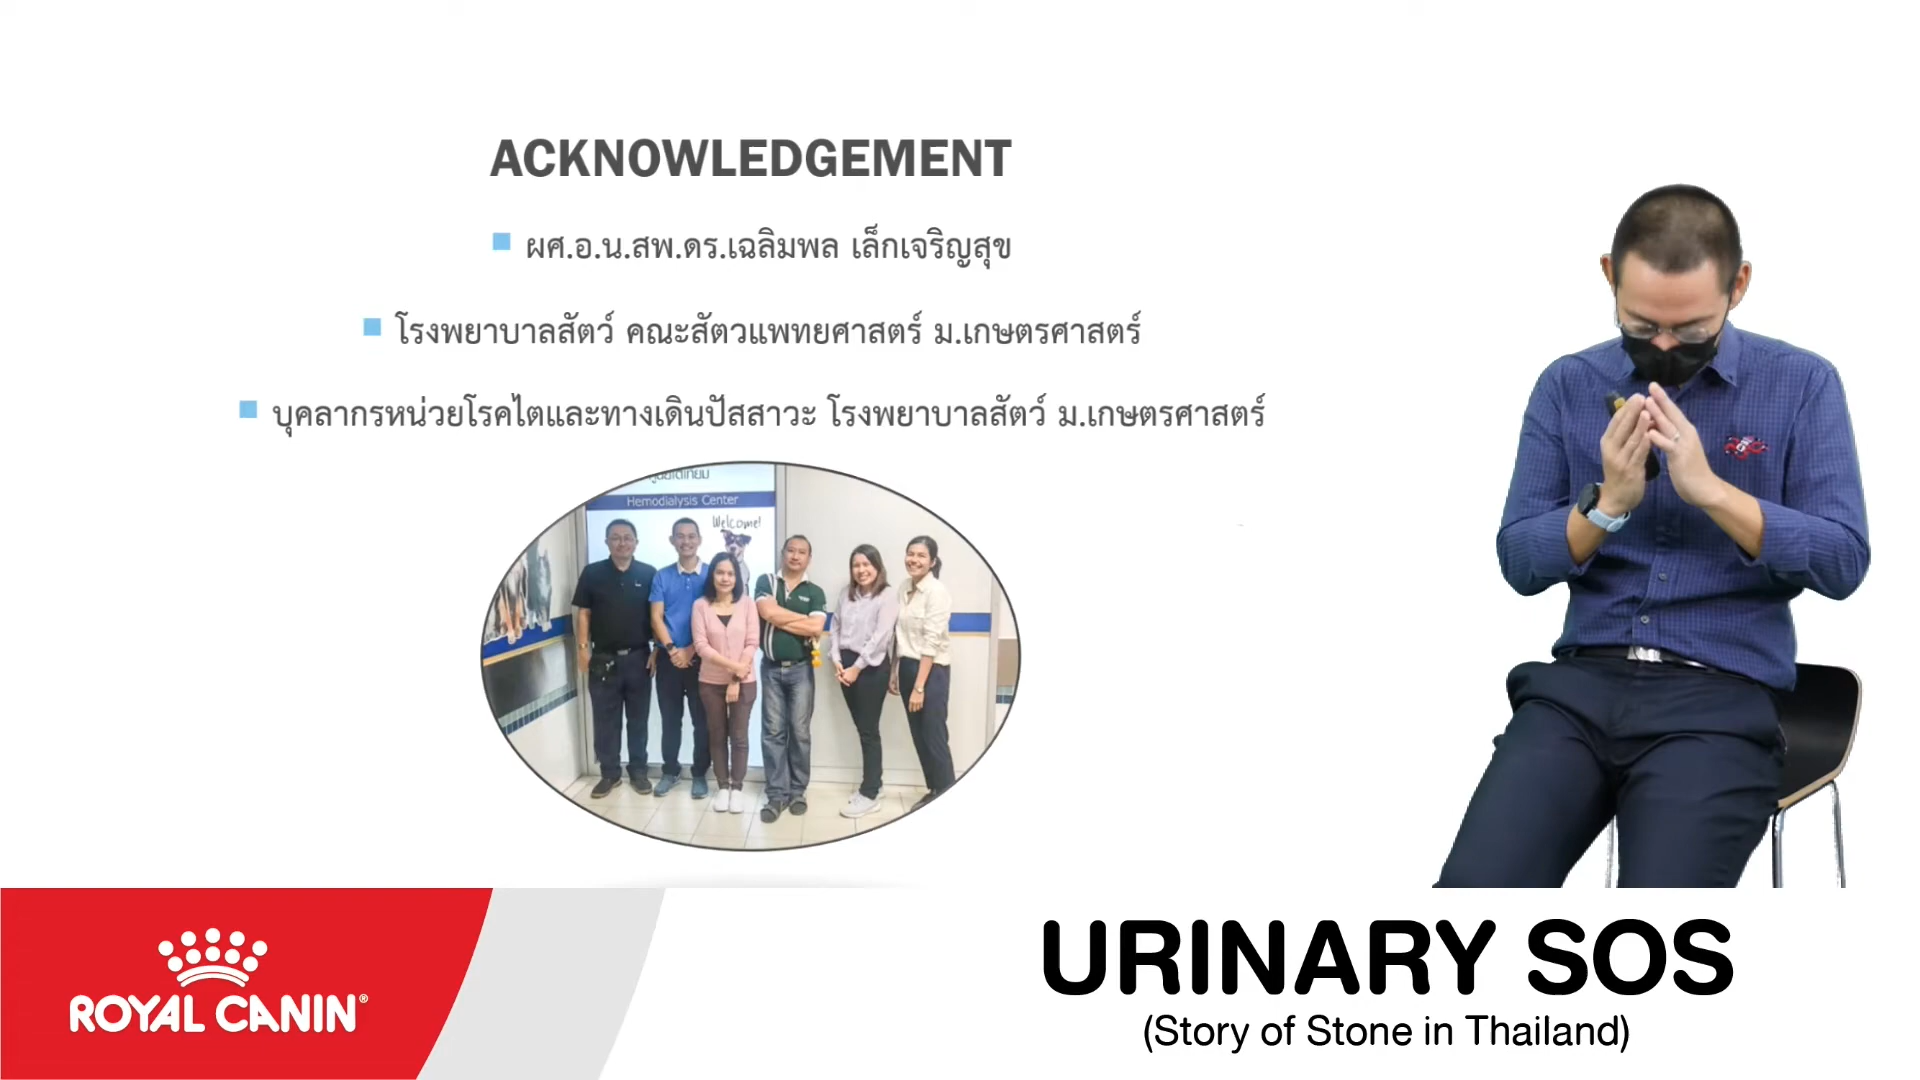 ACKNOWLEDGEMENT
ผศ.อ.น.สพ.ดร.เฉลิมพล เล็กเจริญสุข
โรงพยาบาลสัตว์ คณะสัตวแพทยศาสตร์ ม.เกษตรศาสตร์
บุคลากรหน่วยโรคไตและทางเดินปัสสาวะ โรงพยาบาลสัตว์ ม.เกษตรศาสตร์
Hemodialysis Center
Welcome!
ROYAL CANIN®
URINARY SOS
(Story of Stone in Thailand)